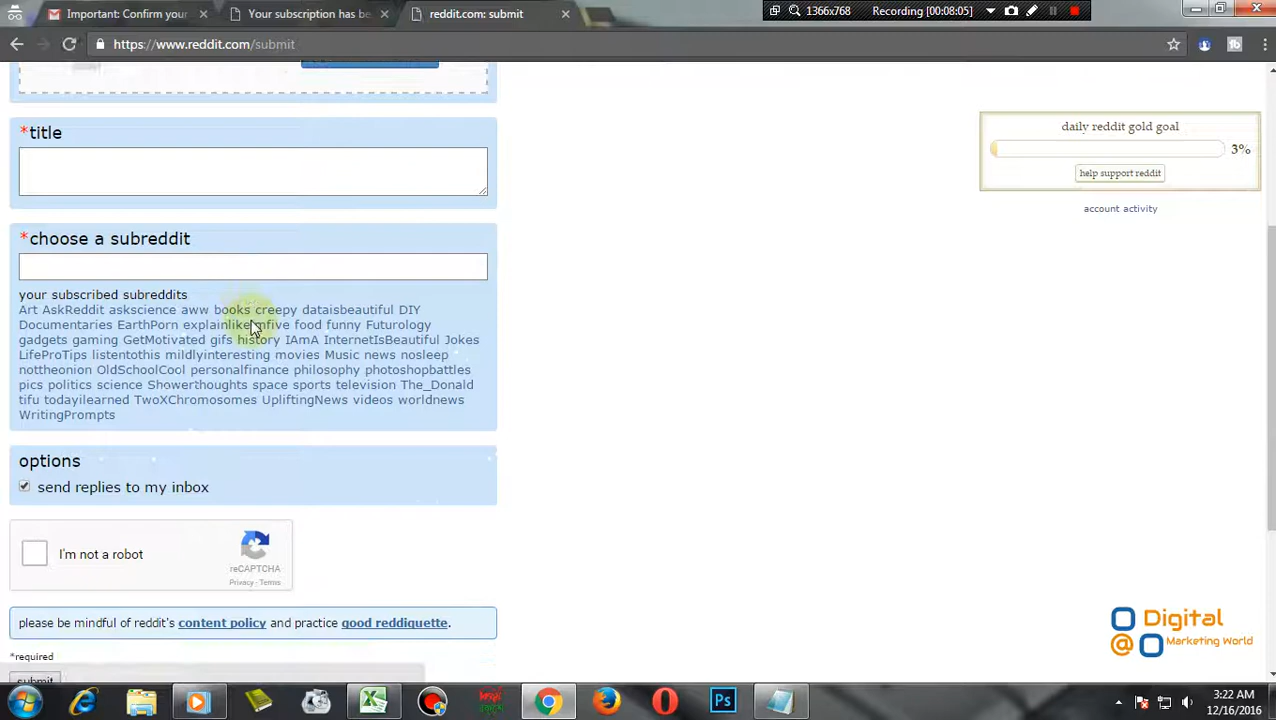 Important: Confirm your
Your subscription has be
reddit.com: submit
1366x768
Recording [00:08:05]
https://www.reddit.com/submit
*title
daily reddit gold goal
3%
help support reddit
account activity
*choose a subreddit
your subscribed subreddits
Art AskReddit askscience aww books creepy dataisbeautiful DIY
Documentaries EarthPorn explainlikeimfive food funny Futurology
gadgets gaming GetMotivated gifs history IAmA InternetIsBeautiful Jokes
LifeProTips listentothis mildlyinteresting movies Music news nosleep
nottheonion OldSchoolCool personalfinance philosophy photoshopbattles
pics politics science Showerthoughts space sports television The_Donald
tifu todayilearned TwoXChromosomes UpliftingNews videos worldnews
WritingPrompts
options
send replies to my inbox
I'm not a robot
reCAPTCHA
Privacy - Terms
please be mindful of reddit's content policy and practice good reddiquette.
*required
submit
Digital
@ Marketing World
Ps
3:22 AM
12/16/2016